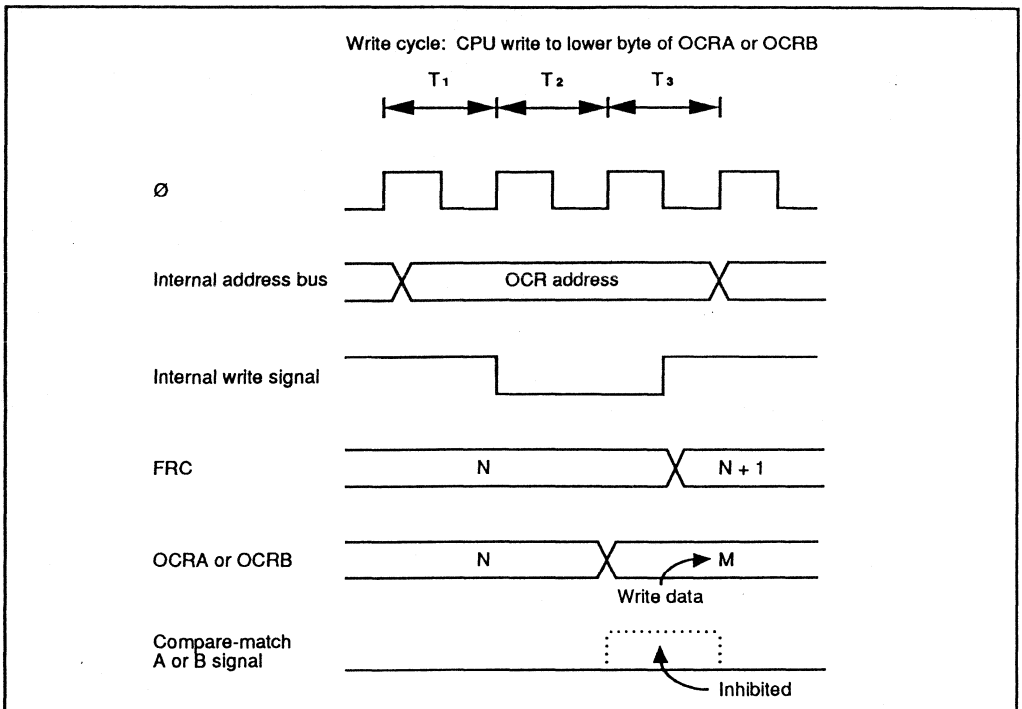 Write cycle: CPU write to lower byte of OCRA or OCRB
T1 T2 T3
Ø
Internal address bus OCR address
Internal write signal
FRC N N + 1
OCRA or OCRB N M
Write data
Compare-match
A or B signal
Inhibited